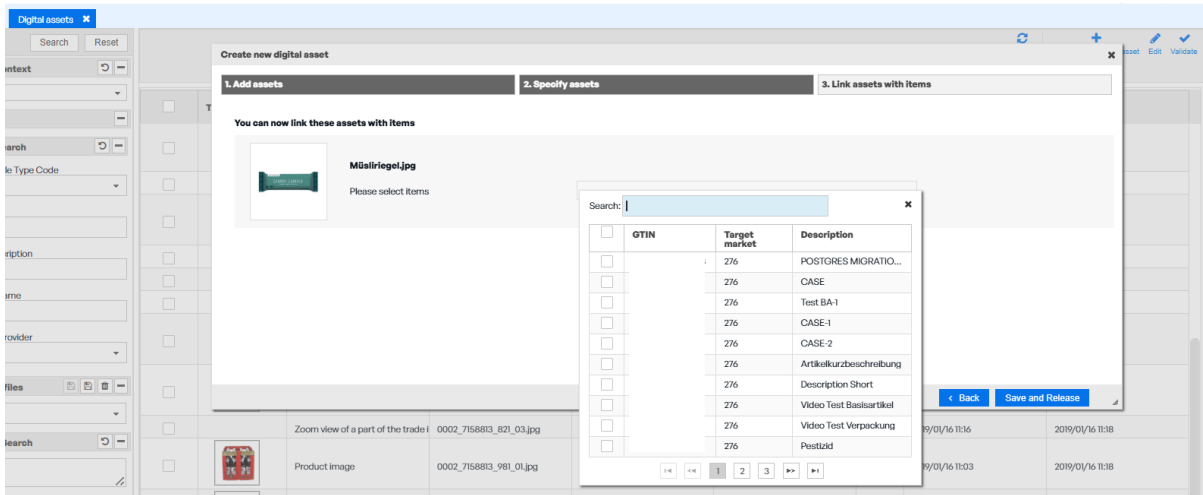 Digital assets
Search Reset
ontext
earch
le Type Code
ription
ame
rovider
files
Search
Asset Edit Validate
Create new digital asset
1. Add assets
2. Specify assets
3. Link assets with items
You can now link these assets with items
Müsliriegel.jpg
Please select items
Search:
GTIN Target market Description
276 POSTGRES MIGRATIO...
276 CASE
276 Test BA-1
276 CASE-1
276 CASE-2
276 Artikelkurzbeschreibung
276 Description Short
276 Video Test Basisartikel
276 Video Test Verpackung
276 Pestizid
1 2 3
Back Save and Release
Zoom view of a part of the trade i 0002_7158813_821_03.jpg 19/01/16 11:16 2019/01/16 11:18
Product image 0002_7158813_981_01.jpg 19/01/16 11:03 2019/01/16 11:18